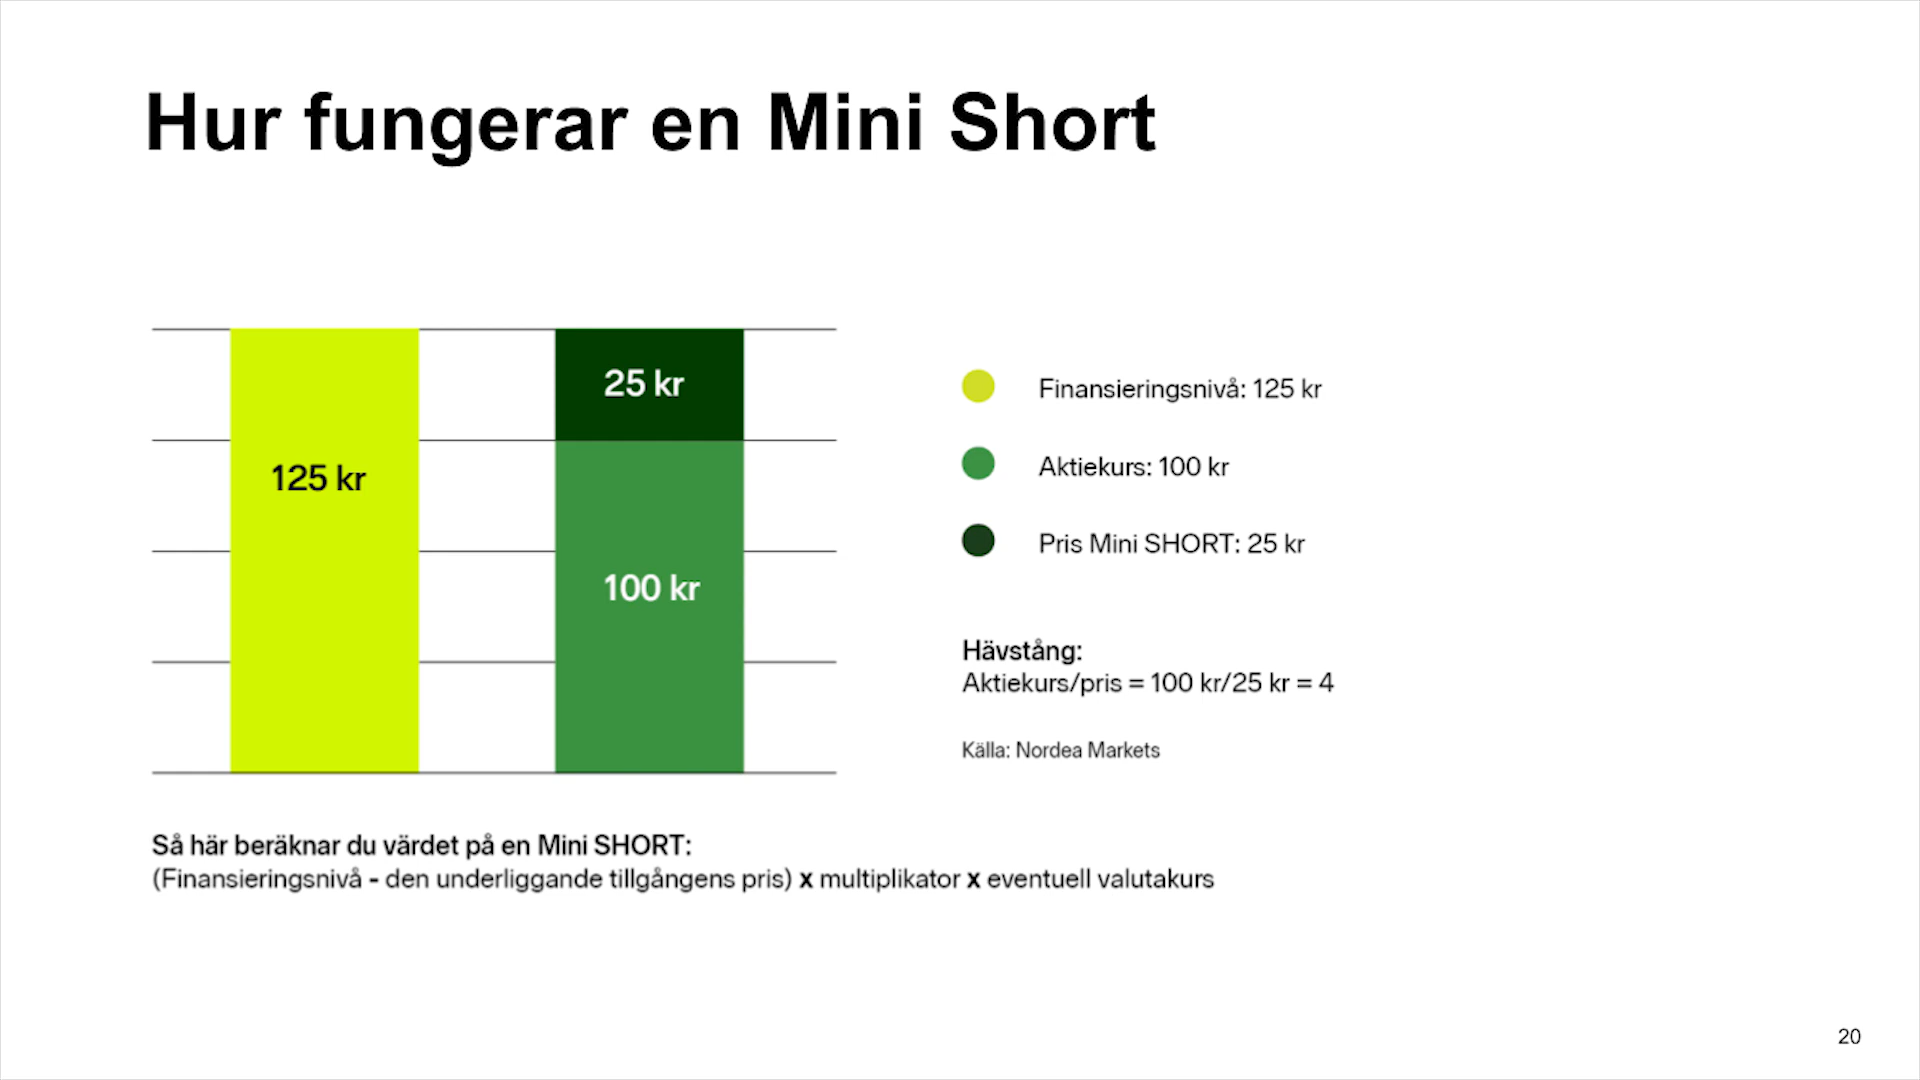 Hur fungerar en Mini Short
25 kr
125 kr
100 kr
Finansieringsnivå: 125 kr
Aktiekurs: 100 kr
Pris Mini SHORT: 25 kr
Hävstång:
Aktiekurs/pris = 100 kr/25 kr = 4
Källa: Nordea Markets
Så här beräknar du värdet på en Mini SHORT:
(Finansieringsnivå - den underliggande tillgångens pris) x multiplikator x eventuell valutakurs
20